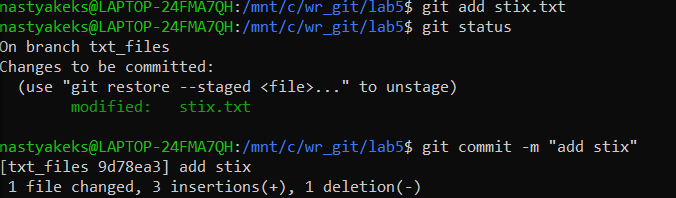 nastyakeks@LAPTOP-24FMA7QH:/mnt/c/wr_git/lab5$ git add stix.txt
nastyakeks@LAPTOP-24FMA7QH:/mnt/c/wr_git/lab5$ git status
On branch txt_files
Changes to be committed:
  (use "git restore --staged <file>..." to unstage)
        modified:   stix.txt

nastyakeks@LAPTOP-24FMA7QH:/mnt/c/wr_git/lab5$ git commit -m "add stix"
[txt_files 9d78ea3] add stix
 1 file changed, 3 insertions(+), 1 deletion(-)